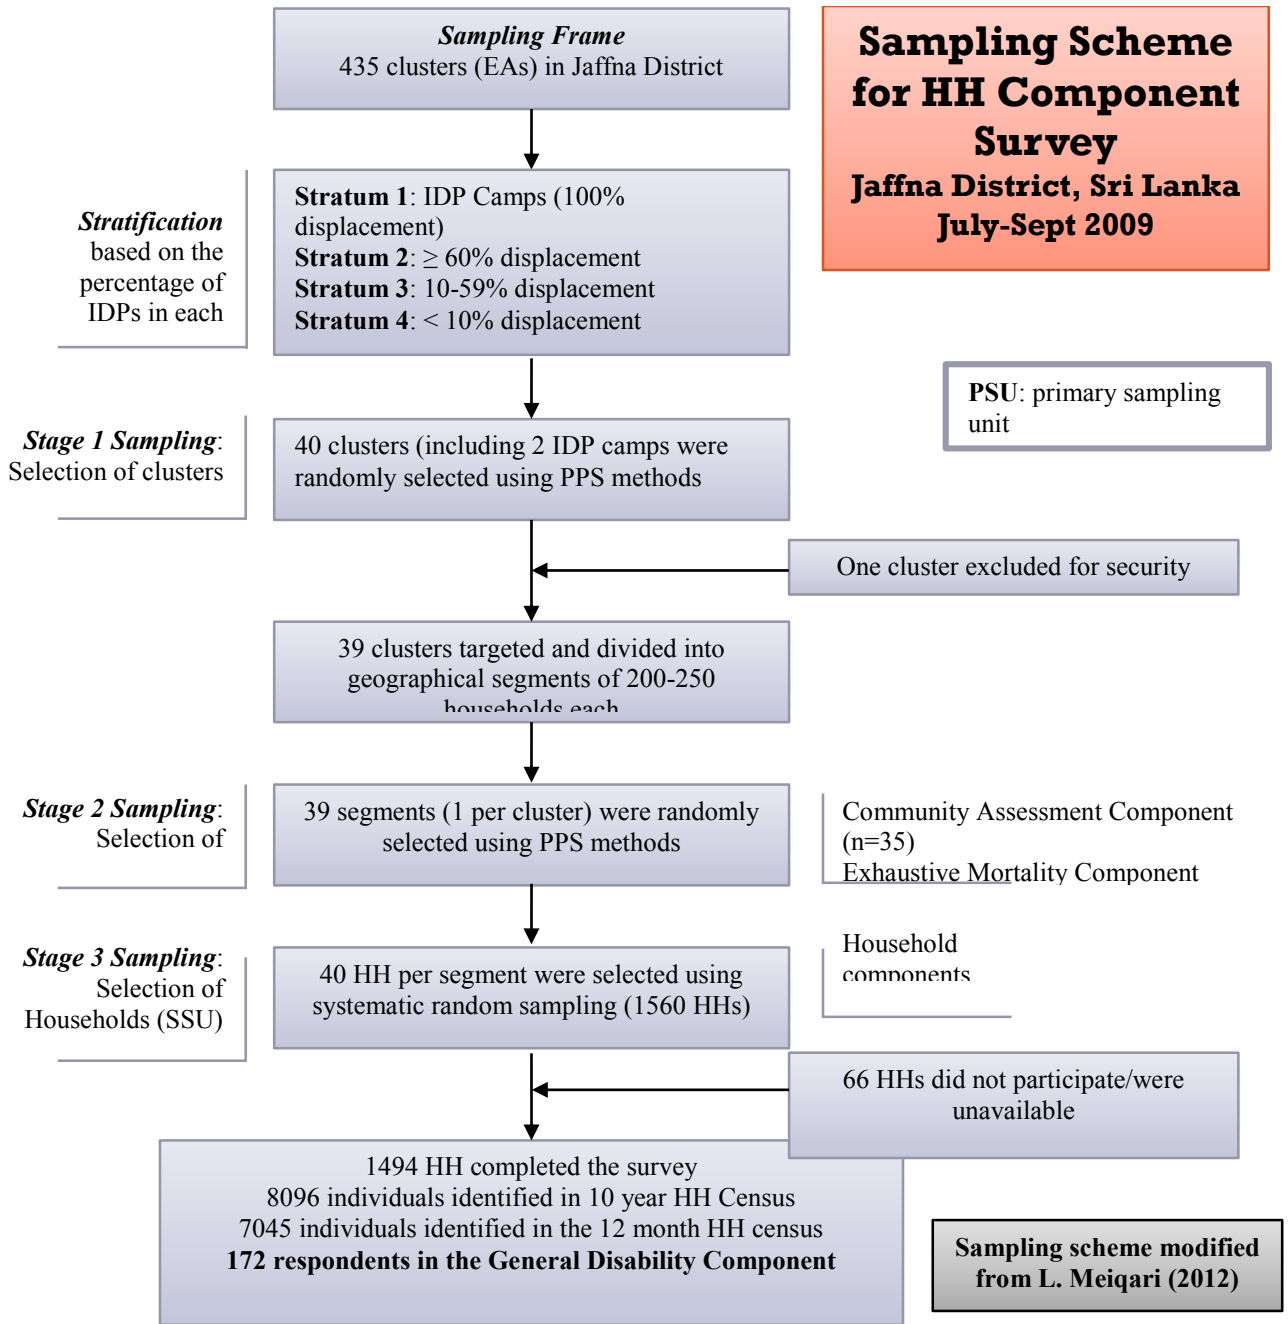 Sampling Frame
435 clusters (EAs) in Jaffna District
Sampling Scheme
for HH Component
Survey
Jaffna District, Sri Lanka
July-Sept 2009
Stratification
based on the
percentage of
IDPs in each
Stratum 1: IDP Camps (100%
displacement)
Stratum 2: ≥ 60% displacement
Stratum 3: 10-59% displacement
Stratum 4: < 10% displacement
PSU: primary sampling
unit
Stage 1 Sampling:
Selection of clusters
40 clusters (including 2 IDP camps were
randomly selected using PPS methods
One cluster excluded for security
39 clusters targeted and divided into
geographical segments of 200-250
households each
Stage 2 Sampling:
Selection of
39 segments (1 per cluster) were randomly
selected using PPS methods
Community Assessment Component
(n=35)
Exhaustive Mortality Component
Stage 3 Sampling:
Selection of
Households (SSU)
40 HH per segment were selected using
systematic random sampling (1560 HHs)
Household
components
66 HHs did not participate/were
unavailable
1494 HH completed the survey
8096 individuals identified in 10 year HH Census
7045 individuals identified in the 12 month HH census
172 respondents in the General Disability Component
Sampling scheme modified
from L. Meiqari (2012)